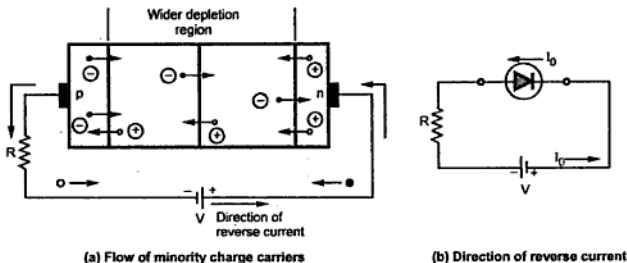 Wider depletion
region
p
n
R
− +
V
Direction of
reverse current
(a) Flow of minority charge carriers
I₀
R
I₀
− +
V
(b) Direction of reverse current